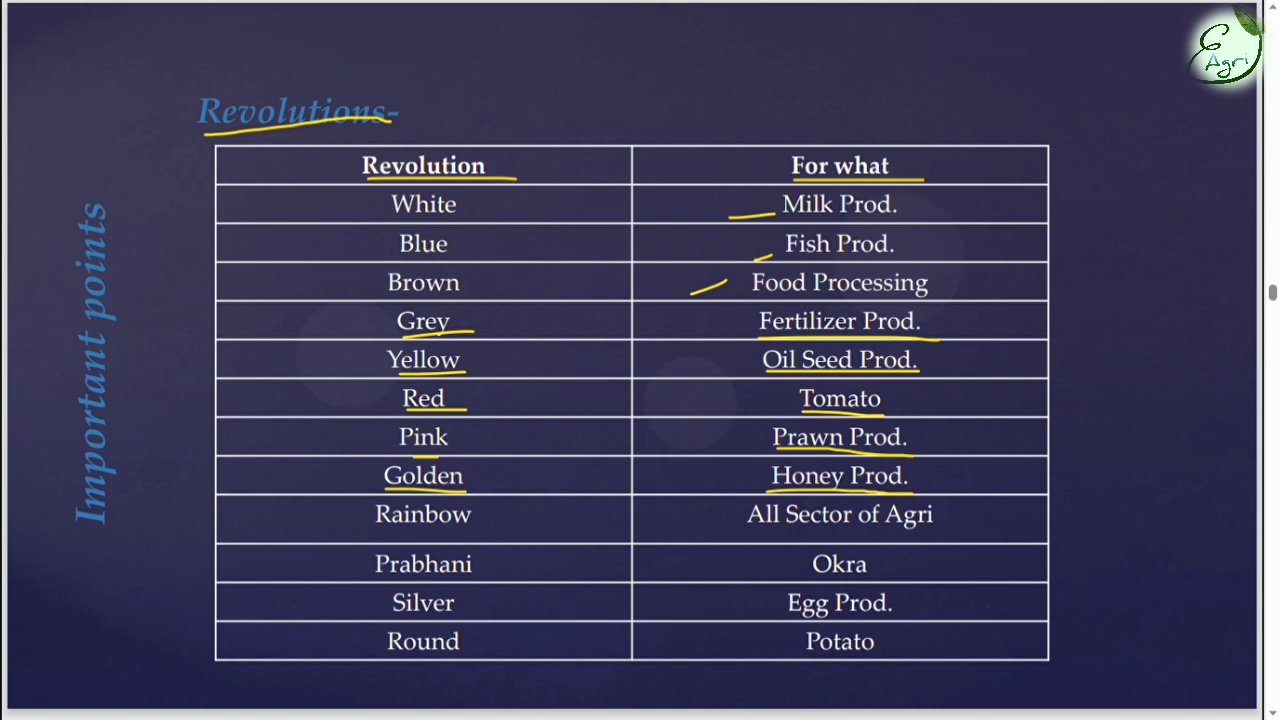 E Agri
Revolutions-
Important points
Revolution For what
White Milk Prod.
Blue Fish Prod.
Brown Food Processing
Grey Fertilizer Prod.
Yellow Oil Seed Prod.
Red Tomato
Pink Prawn Prod.
Golden Honey Prod.
Rainbow All Sector of Agri
Prabhani Okra
Silver Egg Prod.
Round Potato